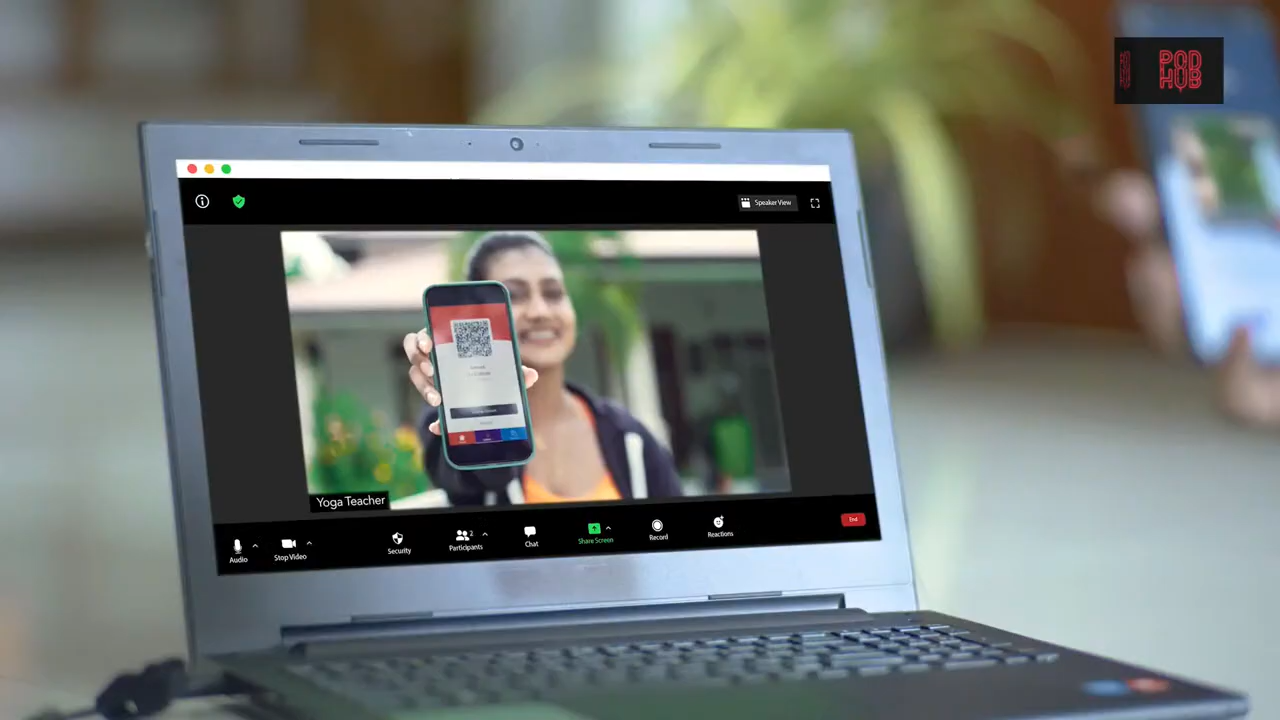 POD
HUB
Speaker View
Yoga Teacher
Audio
Stop Video
Security
2
Participants
Chat
Share Screen
Record
Reactions
End